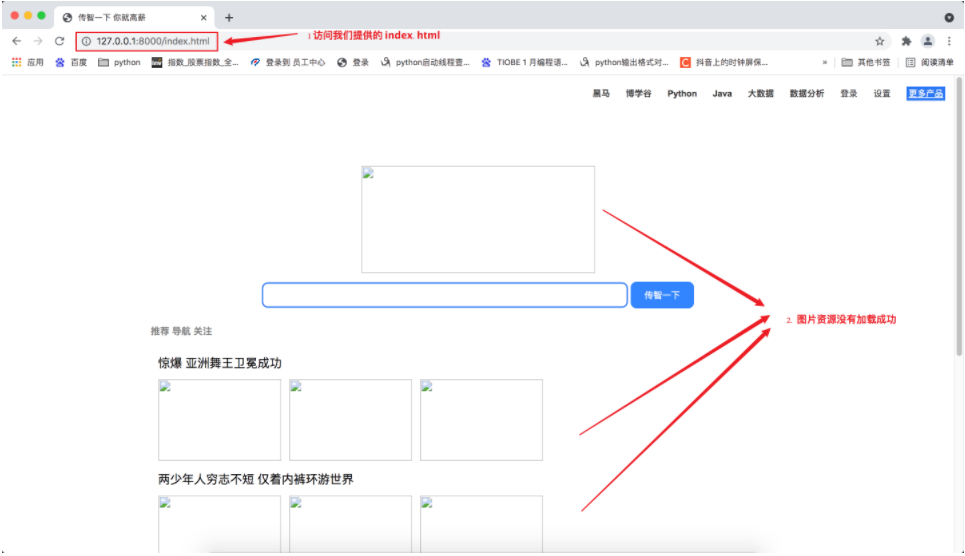 传智一下 你就高薪
127.0.0.1:8000/index.html
1 访问我们提供的 index. html
应用 百度 python 指数_股票指数_全... 登录到 员工中心 登录 python启动线程查... TIOBE 1 月编程语... python输出格式对... 抖音上的时钟屏保... » 其他书签 阅读清单
黑马 博学谷 Python Java 大数据 数据分析 登录 设置 更多产品
传智一下
2. 图片资源没有加载成功
推荐 导航 关注
惊爆 亚洲舞王卫冕成功
两少年人穷志不短 仅着内裤环游世界